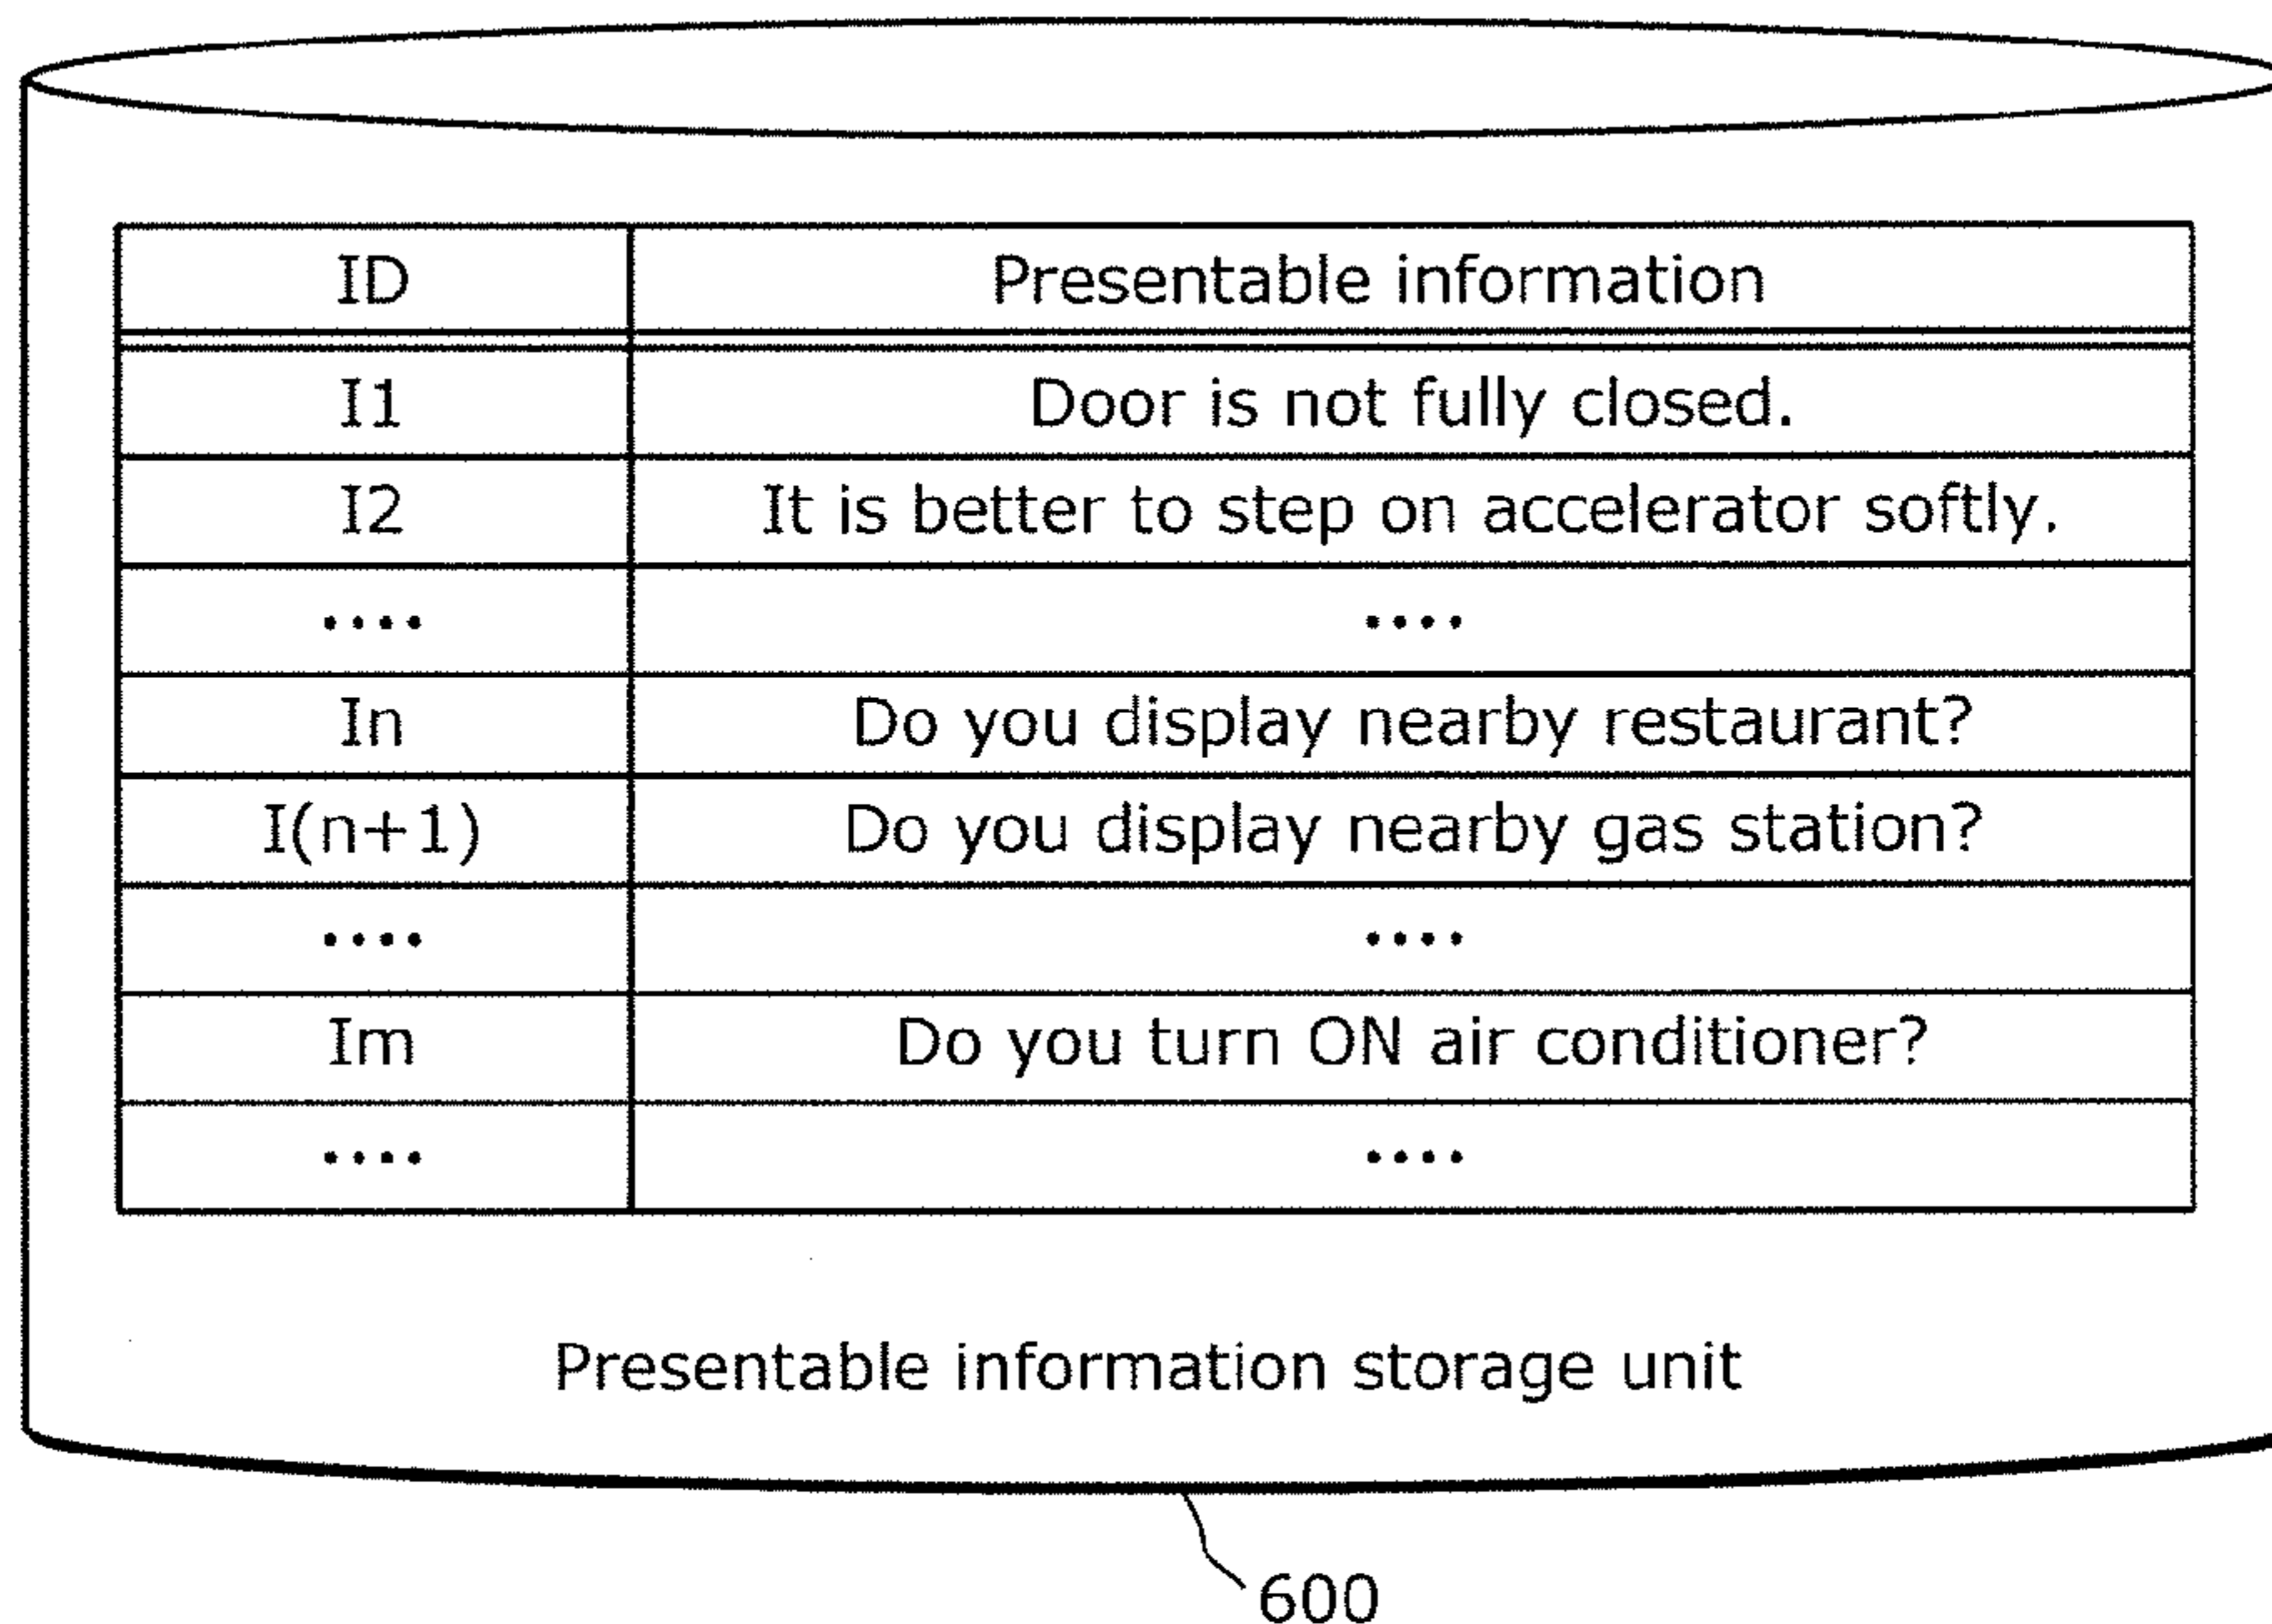 ID Presentable information
I1 Door is not fully closed.
I2 It is better to step on accelerator softly.
.... ....
In Do you display nearby restaurant?
I(n+1) Do you display nearby gas station?
.... ....
Im Do you turn ON air conditioner?
.... ....
Presentable information storage unit
600